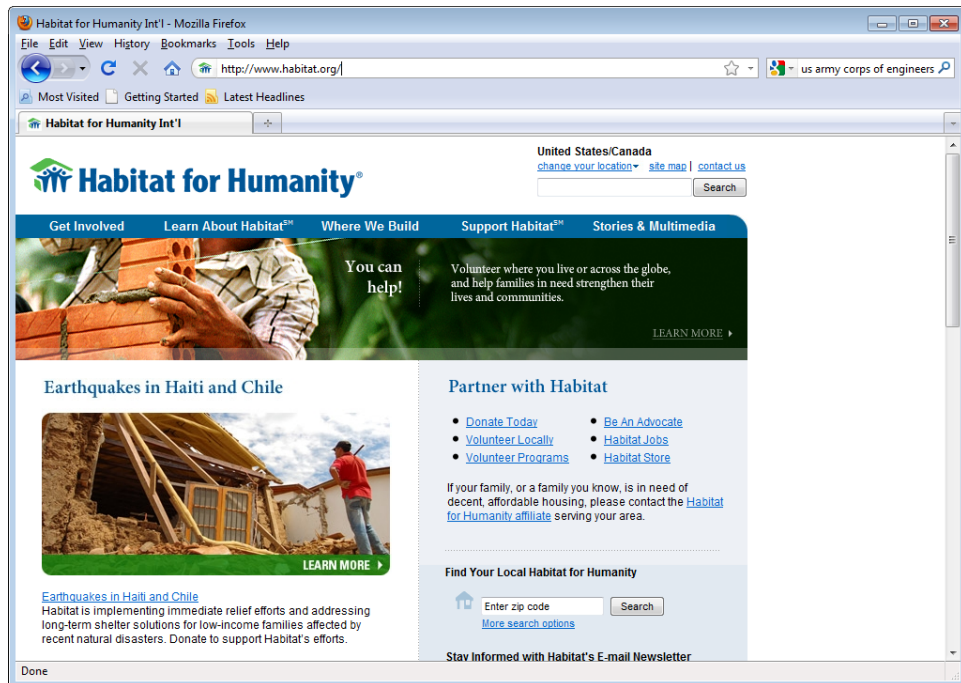 Habitat for Humanity Int'l - Mozilla Firefox
File Edit View History Bookmarks Tools Help
http://www.habitat.org/
us army corps of engineers
Most Visited Getting Started Latest Headlines
Habitat for Humanity Int'l
United States/Canada
change your location site map | contact us
Habitat for Humanity®
Search
Get Involved Learn About Habitat℠ Where We Build Support Habitat℠ Stories & Multimedia
You can
help!
Volunteer where you live or across the globe,
and help families in need strengthen their
lives and communities.
LEARN MORE
Earthquakes in Haiti and Chile
LEARN MORE
Earthquakes in Haiti and Chile
Habitat is implementing immediate relief efforts and addressing
long-term shelter solutions for low-income families affected by
recent natural disasters. Donate to support Habitat's efforts.
Partner with Habitat
• Donate Today • Be An Advocate
• Volunteer Locally • Habitat Jobs
• Volunteer Programs • Habitat Store
If your family, or a family you know, is in need of
decent, affordable housing, please contact the Habitat
for Humanity affiliate serving your area.
Find Your Local Habitat for Humanity
Enter zip code Search
More search options
Stay Informed with Habitat's E-mail Newsletter
Done